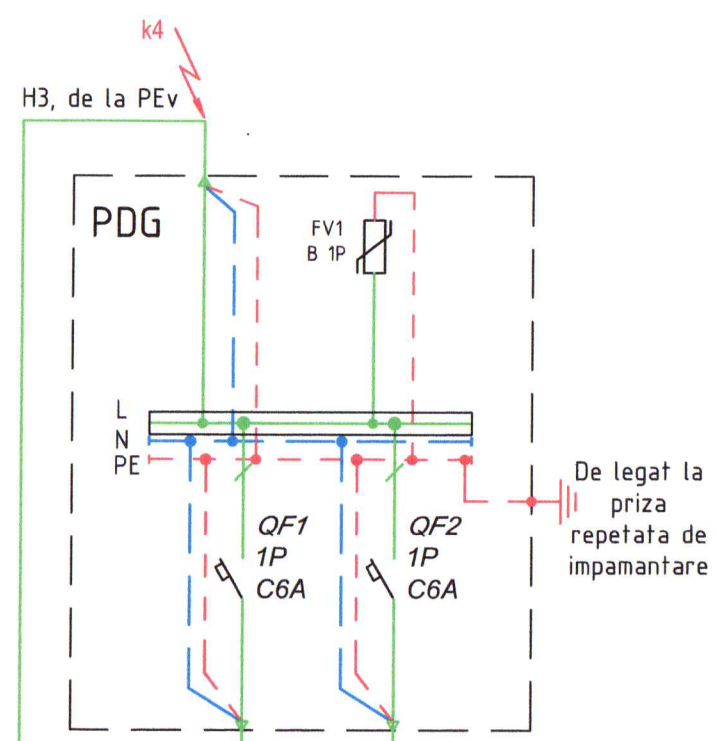 k4
H3, de la PEv
PDG
FV1
B 1P
L
N
PE
QF1
1P
C6A
QF2
1P
C6A
De legat la
priza
repetata de
impamantare